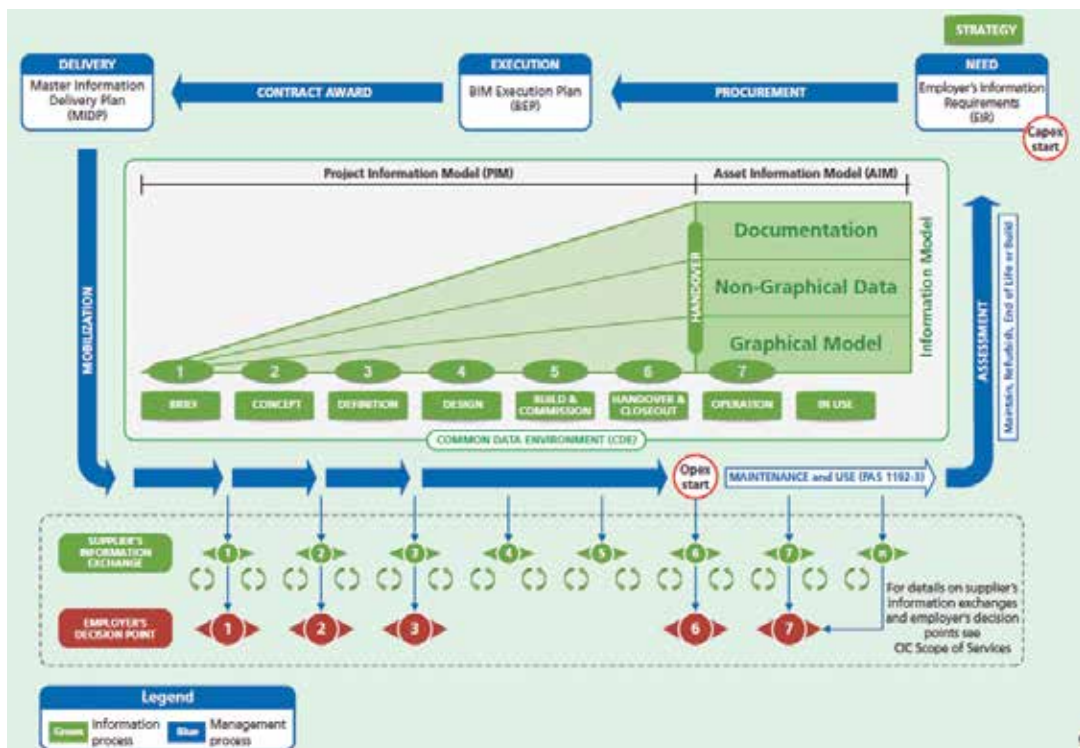 STRATEGY
DELIVERY
Master Information
Delivery Plan
(MIDP)
CONTRACT AWARD
EXECUTION
BIM Execution Plan
(BEP)
PROCUREMENT
NEED
Employer's Information
Requirements
(EIR)
Capex
start
Project Information Model (PIM)
Asset Information Model (AIM)
MOBILIZATION
HANDOVER
Documentation
Non-Graphical Data
Graphical Model
Information Model
ASSESSMENT
Maintain, Refurbish, End of Life or Build
1 2 3 4 5 6 7
BRIEF
CONCEPT
DEFINITION
DESIGN
BUILD &
COMMISSION
HANDOVER &
CLOSEOUT
OPERATION
IN USE
COMMON DATA ENVIRONMENT (CDE)
Opex
start
MAINTENANCE and USE (PAS 1192-3)
SUPPLIER'S
INFORMATION
EXCHANGE
1 2 3 4 5 6 7 n
EMPLOYER'S
DECISION POINT
1 2 3 6 7
For details on supplier's
information exchanges
and employer's decision
points see
CIC Scope of Services
Legend
Green Information
process
Blue Management
process